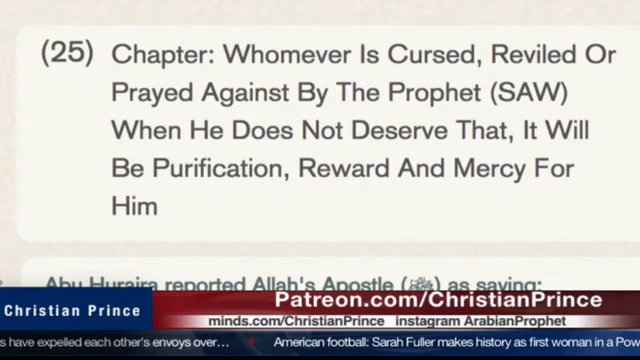 (25) Chapter: Whomever Is Cursed, Reviled Or
Prayed Against By The Prophet (SAW)
When He Does Not Deserve That, It Will
Be Purification, Reward And Mercy For
Him
Abu Huraira reported Allah's Apostle (ﷺ) as saying:
Christian Prince
Patreon.com/ChristianPrince
minds.com/ChristianPrince instagram ArabianProphet
s have expelled each other's envoys over... American football: Sarah Fuller makes history as first woman in a Pow